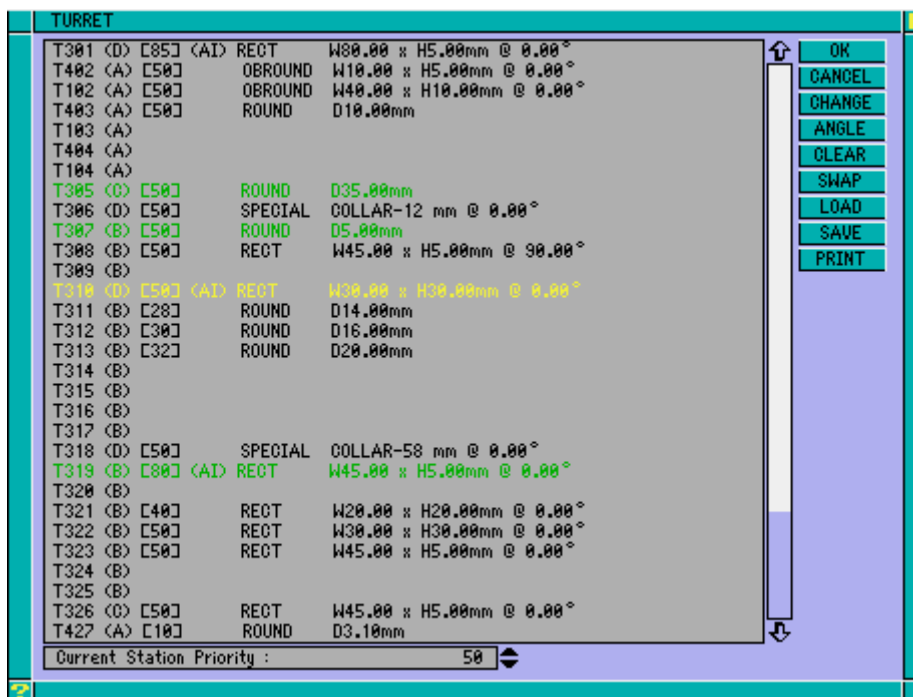 TURRET
T301 (D) [85] (AI) RECT W80.00 x H5.00mm @ 0.00°
T402 (A) [50] OBROUND W10.00 x H5.00mm @ 0.00°
T102 (A) [50] OBROUND W40.00 x H10.00mm @ 0.00°
T403 (A) [50] ROUND D10.00mm
T103 (A)
T404 (A)
T104 (A)
T305 (C) [50] ROUND D35.00mm
T306 (D) [50] SPECIAL COLLAR-12 mm @ 0.00°
T307 (B) [50] ROUND D5.00mm
T308 (B) [50] RECT W45.00 x H5.00mm @ 90.00°
T309 (B)
T310 (D) [50] (AI) RECT W30.00 x H30.00mm @ 0.00°
T311 (B) [28] ROUND D14.00mm
T312 (B) [30] ROUND D16.00mm
T313 (B) [32] ROUND D20.00mm
T314 (B)
T315 (B)
T316 (B)
T317 (B)
T318 (D) [50] SPECIAL COLLAR-58 mm @ 0.00°
T319 (B) [80] (AI) RECT W45.00 x H5.00mm @ 0.00°
T320 (B)
T321 (B) [40] RECT W20.00 x H20.00mm @ 0.00°
T322 (B) [50] RECT W30.00 x H30.00mm @ 0.00°
T323 (B) [50] RECT W45.00 x H5.00mm @ 0.00°
T324 (B)
T325 (B)
T326 (C) [50] RECT W45.00 x H5.00mm @ 0.00°
T427 (A) [10] ROUND D3.10mm
Current Station Priority : 50
OK
CANCEL
CHANGE
ANGLE
CLEAR
SWAP
LOAD
SAVE
PRINT
?